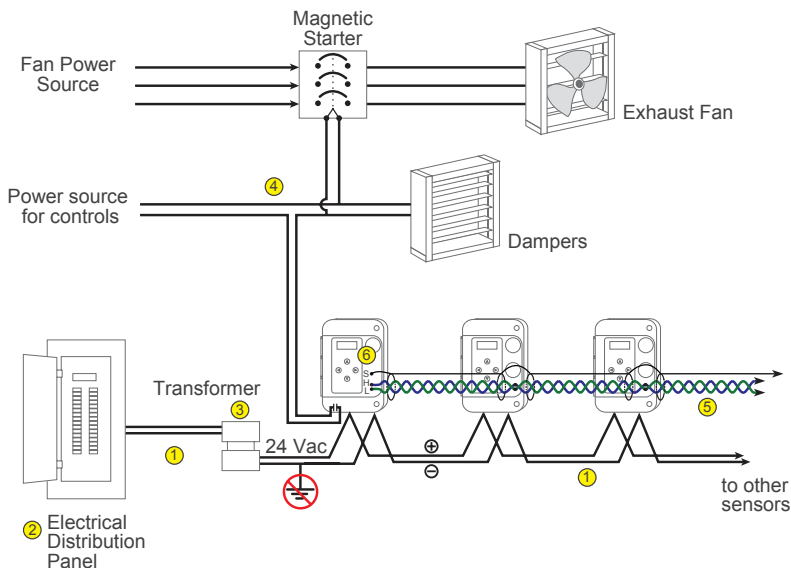 Magnetic
Starter
Fan Power
Source
Exhaust Fan
4
Power source
for controls
Dampers
6
S
H
L
Transformer
3
5
24 Vac
⊕
⊖
1
1
to other
sensors
2 Electrical
Distribution
Panel